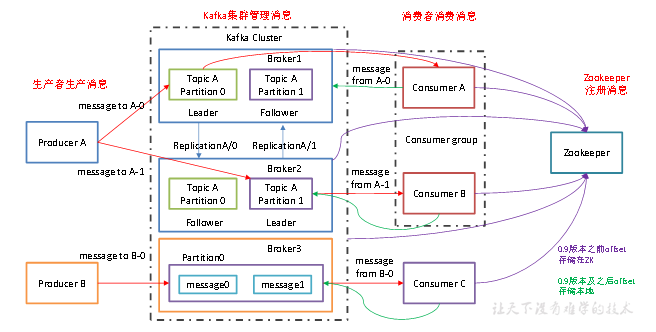 Kafka集群管理消息
消费者消费消息
Kafka Cluster
Broker1
生产者生产消息
Topic A
Partition 0
Topic A
Partition 1
message
from A-0
Consumer A
Zookeeper
注册消息
message to A-0
Leader
Follower
Producer A
ReplicationA/0
ReplicationA/1
Consumer group
Zookeeper
message to A-1
Broker2
Topic A
Partition 0
Topic A
Partition 1
message
from A-1
Consumer B
Follower
Leader
Broker3
message to B-0
Partition0
message
from B-0
0.9版本之前offset
存储在ZK
Producer B
message0
message1
Consumer C
0.9版本及之后offset
存储本地
让天下没有难学的技术